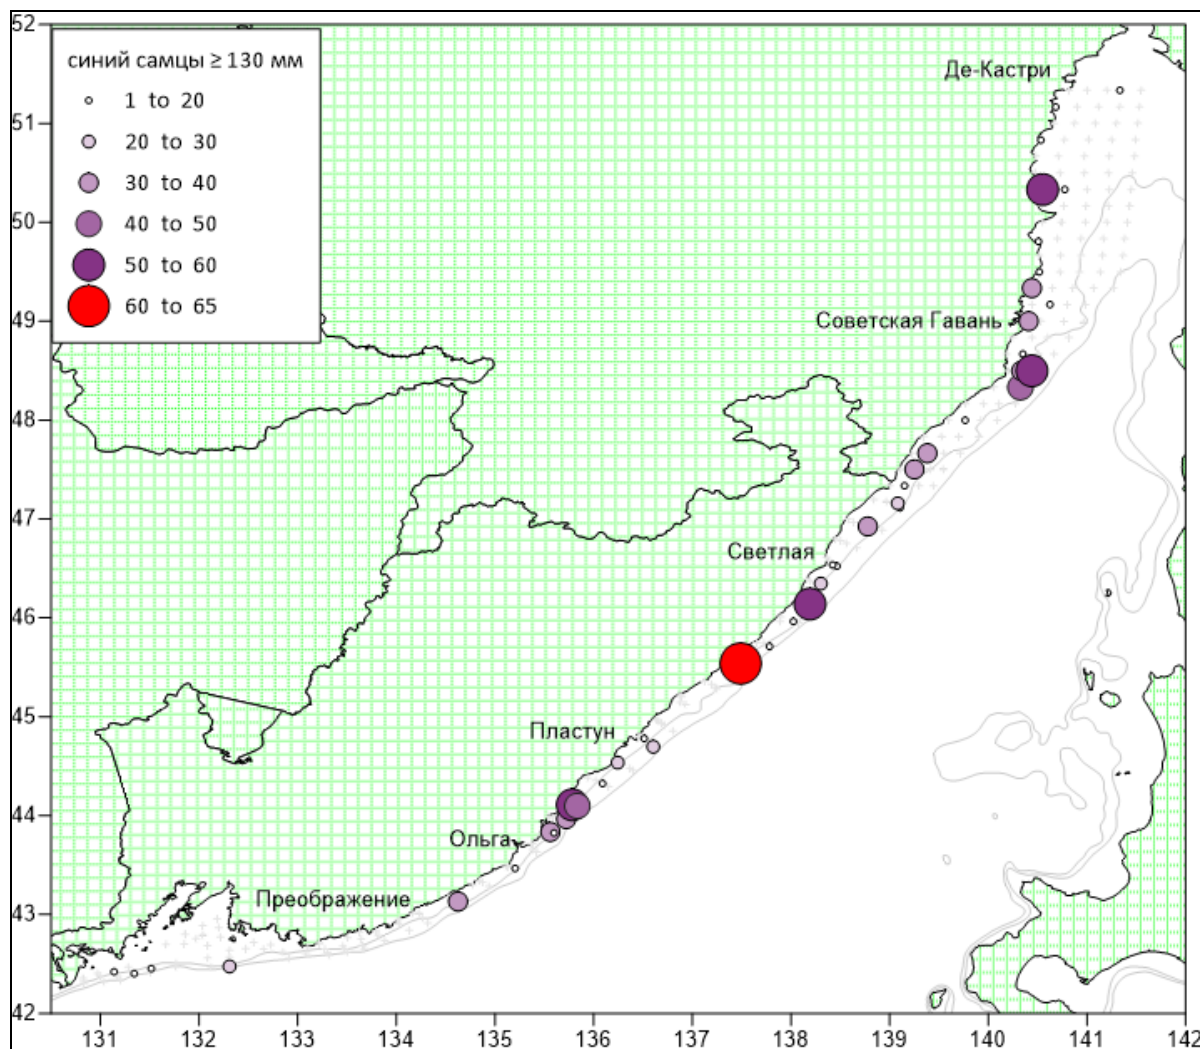 52
синий самцы ≥ 130 мм
1 to 20
20 to 30
30 to 40
40 to 50
50 to 60
60 to 65
Де-Кастри
51
50
49
Советская Гавань
48
47
Светлая
46
45
Пластун
44
Ольга
Преображение
43
42
131 132 133 134 135 136 137 138 139 140 141 142